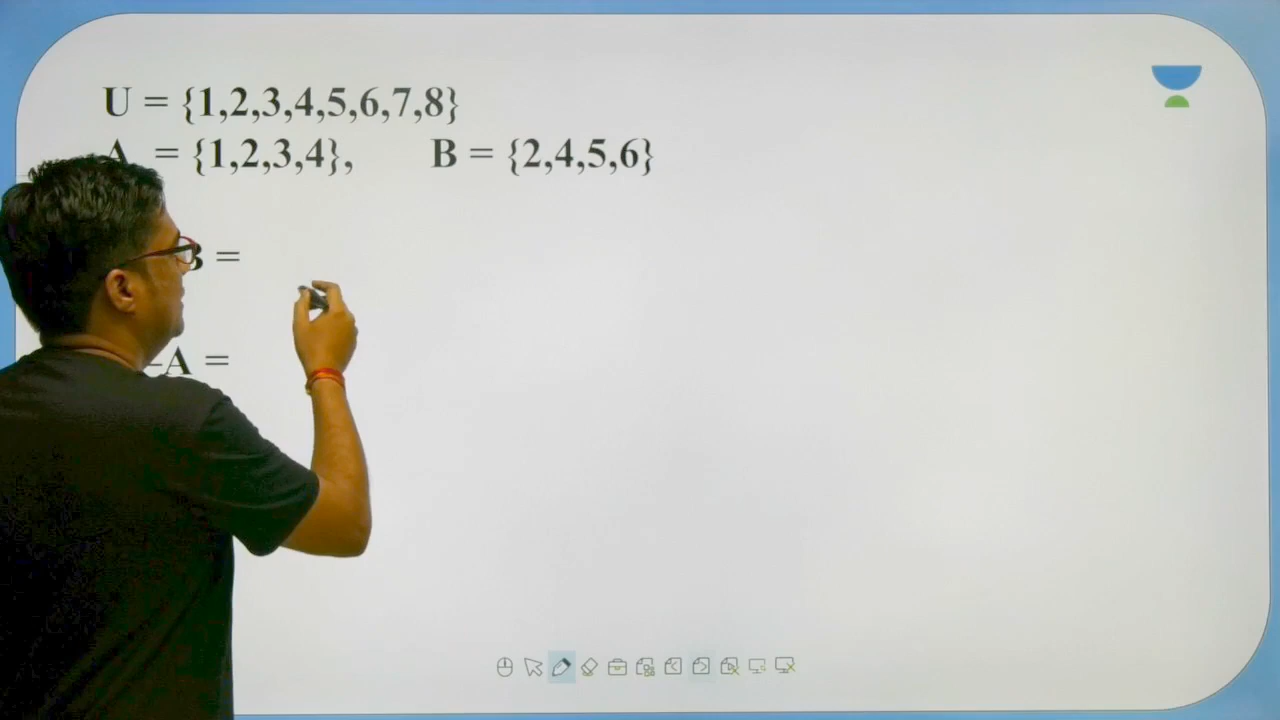 U = {1,2,3,4,5,6,7,8}
A = {1,2,3,4}, B = {2,4,5,6}
B =
–A =